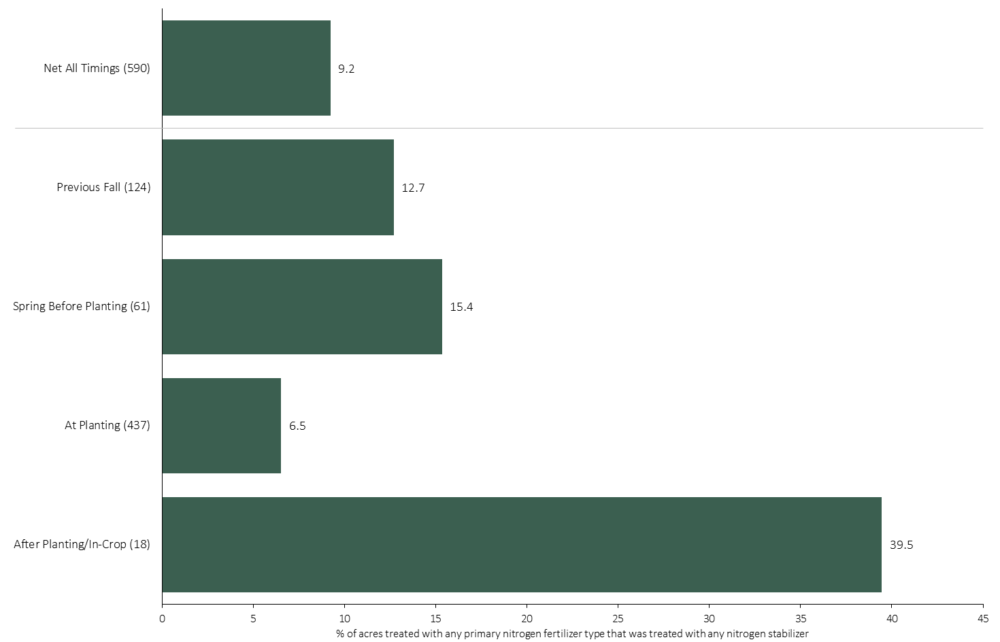 Net All Timings (590)
9.2
Previous Fall (124)
12.7
Spring Before Planting (61)
15.4
At Planting (437)
6.5
After Planting/In-Crop (18)
39.5
0 5 10 15 20 25 30 35 40 45
% of acres treated with any primary nitrogen fertilizer type that was treated with any nitrogen stabilizer